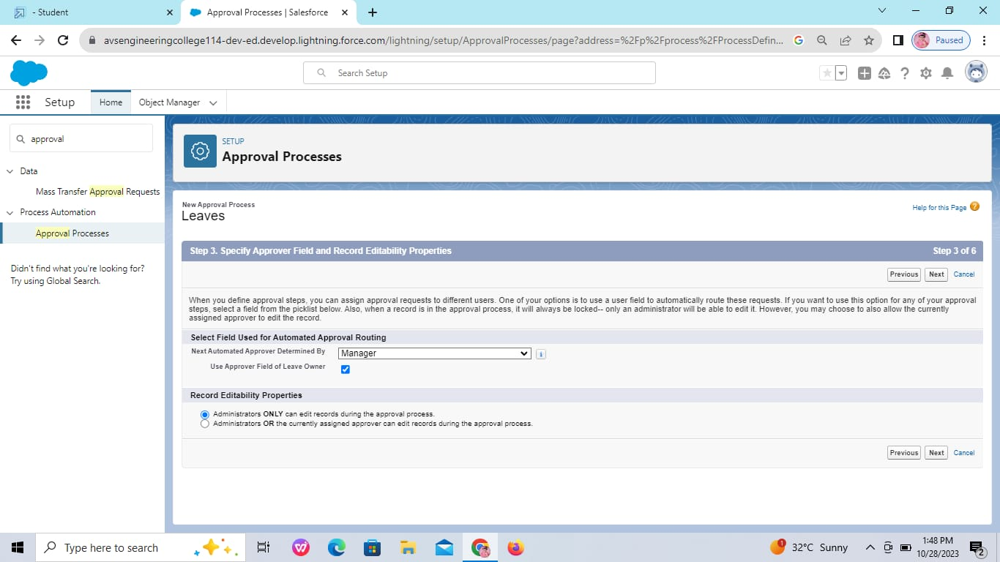 - Student
Approval Processes | Salesforce
avsengineeringcollege114-dev-ed.develop.lightning.force.com/lightning/setup/ApprovalProcesses/page?address=%2Fp%2Fprocess%2FProcessDefin...
Paused
Search Setup
Setup
Home
Object Manager
approval
Data
Mass Transfer Approval Requests
Process Automation
Approval Processes
Didn't find what you're looking for?
Try using Global Search.
SETUP
Approval Processes
New Approval Process
Leaves
Help for this Page
Step 3. Specify Approver Field and Record Editability Properties
Step 3 of 6
Previous
Next
Cancel
When you define approval steps, you can assign approval requests to different users. One of your options is to use a user field to automatically route these requests. If you want to use this option for any of your approval
steps, select a field from the picklist below. Also, when a record is in the approval process, it will always be locked-- only an administrator will be able to edit it. However, you may choose to also allow the currently
assigned approver to edit the record.
Select Field Used for Automated Approval Routing
Next Automated Approver Determined By
Manager
Use Approver Field of Leave Owner
Record Editability Properties
Administrators ONLY can edit records during the approval process.
Administrators OR the currently assigned approver can edit records during the approval process.
Previous
Next
Cancel
Type here to search
1
32°C Sunny
1:48 PM
10/28/2023
2